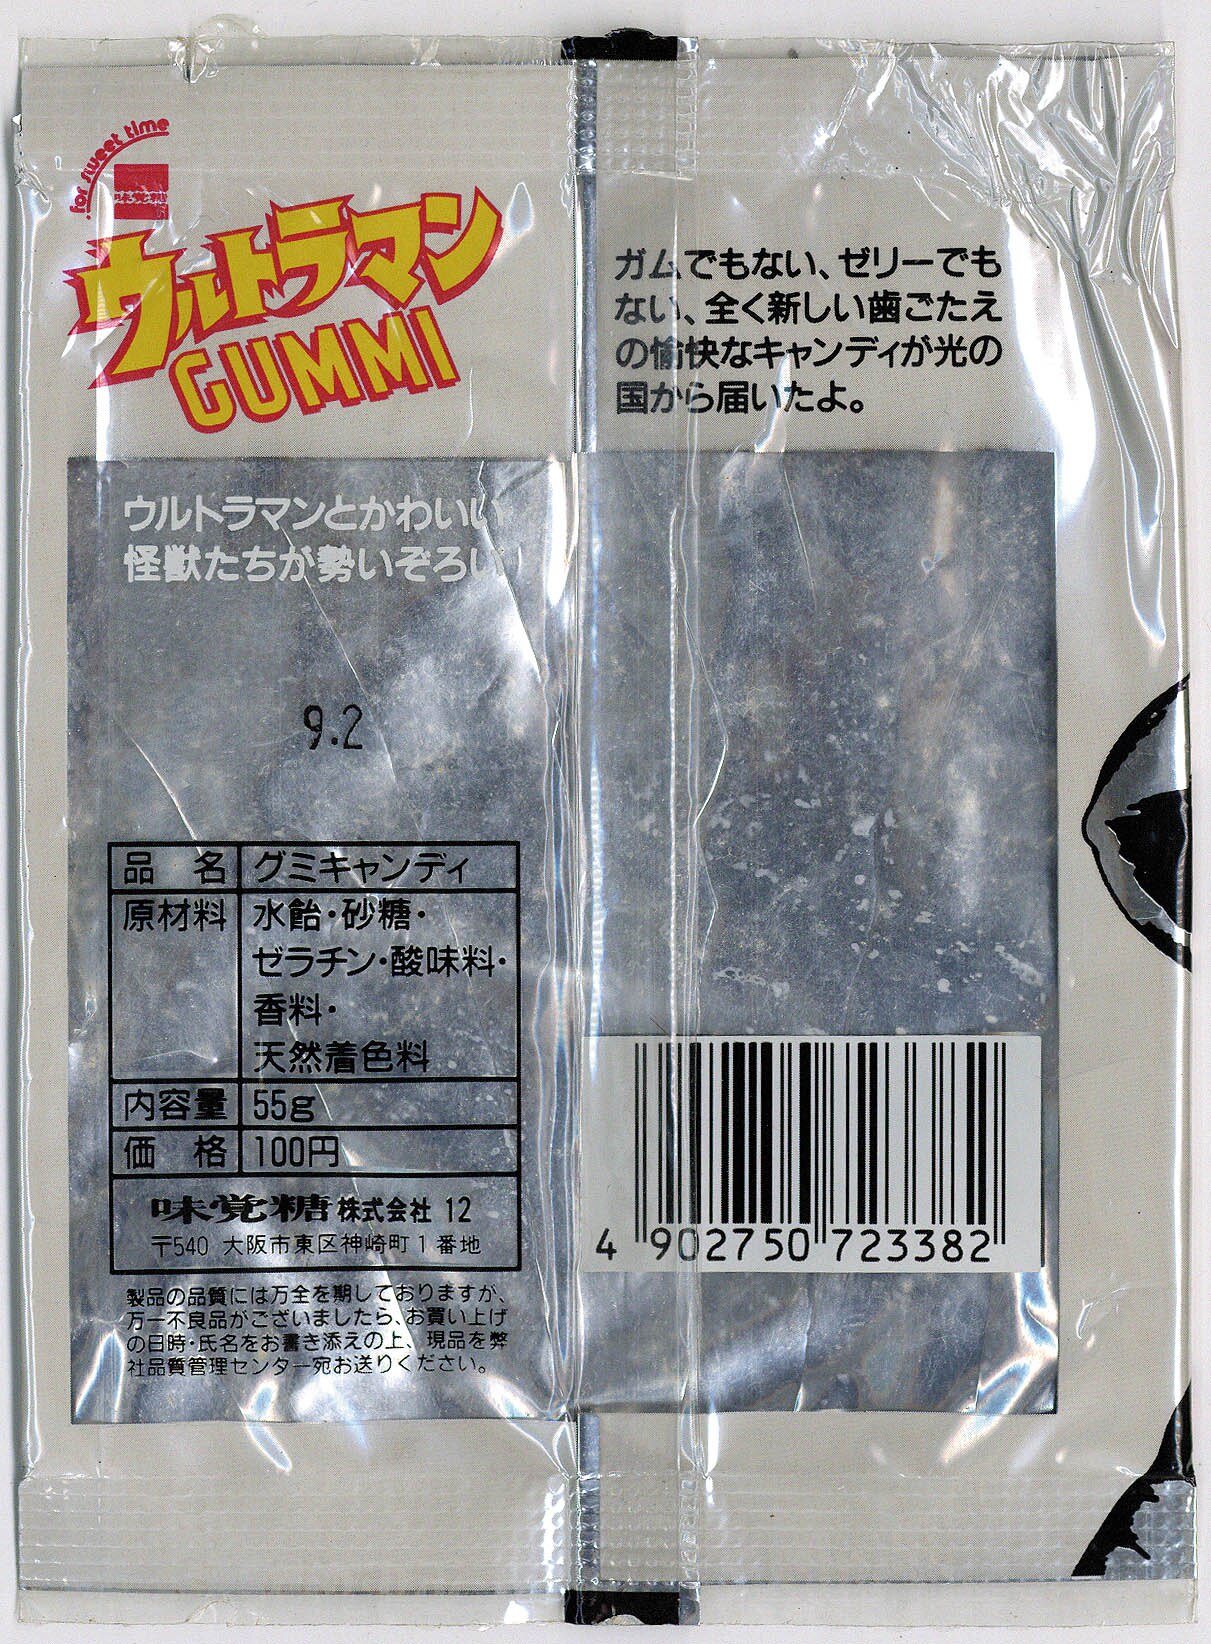 for sweet time
味覚糖
ウルトラマン
GUMMI
ガムでもない、ゼリーでも
ない、全く新しい歯ごたえ
の愉快なキャンディが光の
国から届いたよ。
ウルトラマンとかわいい
怪獣たちが勢いぞろい
9.2
品 名 グミキャンディ
原材料 水飴・砂糖・
ゼラチン・酸味料・
香料・
天然着色料
内容量 55g
価 格 100円
味覚糖株式会社 12
〒540 大阪市東区神崎町1番地
製品の品質には万全を期しておりますが、
万一不良品がございましたら、お買い上げ
の日時・氏名をお書き添えの上、現品を弊
社品質管理センター宛お送りください。
4 902750 723382